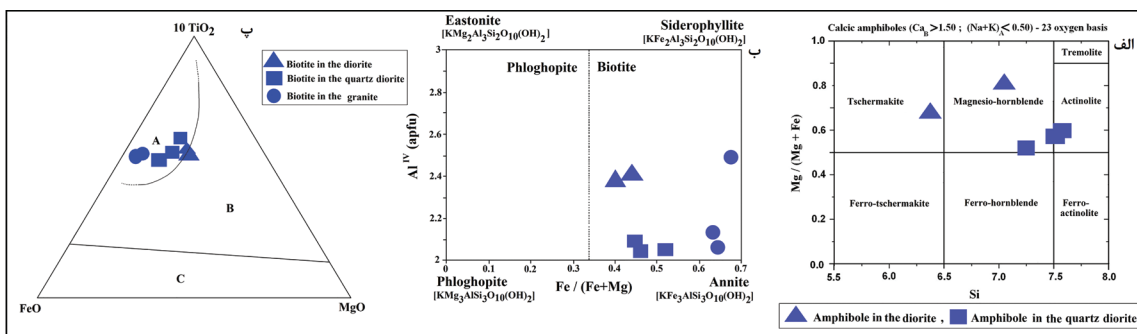 پ
10 TiO2
Biotite in the diorite
Biotite in the quartz diorite
Biotite in the granite
A
B
C
FeO
MgO
ب
Eastonite
[KMg2Al3Si2O10(OH)2]
Siderophyllite
[KFe2Al3Si2O10(OH)2]
Phloghopite
Biotite
3
2.8
2.6
2.4
2.2
2
Al IV (apfu)
0
0.1
0.2
0.3
0.4
0.5
0.6
0.7
Phloghopite
[KMg3AlSi3O10(OH)2]
Fe / (Fe+Mg)
Annite
[KFe3AlSi3O10(OH)2]
Calcic amphiboles (CaB >1.50 ; (Na+K)A< 0.50) - 23 oxygen basis
الف
Tremolite
Tschermakite
Magnesio-hornblende
Actinolite
Ferro-tschermakite
Ferro-hornblende
Ferro-
actinolite
1.0
0.8
0.6
0.4
0.2
0.0
Mg / (Mg + Fe)
5.5
6.0
6.5
7.0
7.5
8.0
Si
Amphibole in the diorite , Amphibole in the quartz diorite